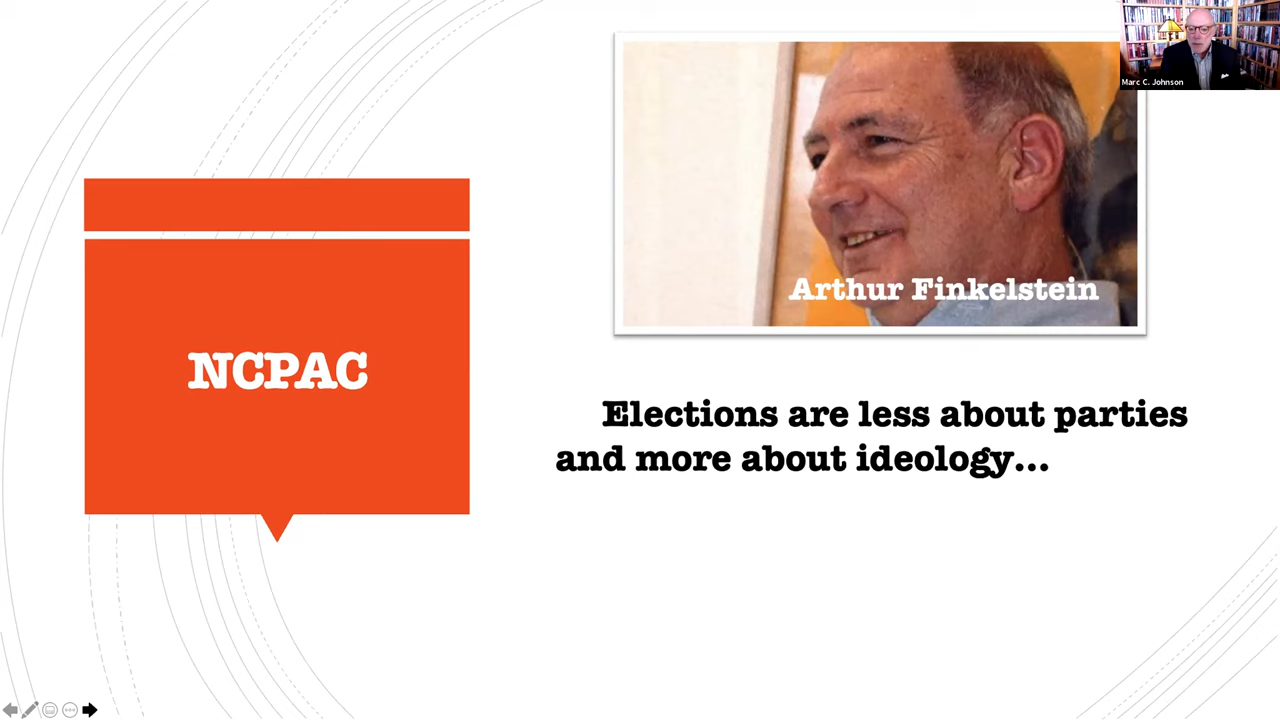 Marc C. Johnson
Arthur Finkelstein
NCPAC
Elections are less about parties
and more about ideology...